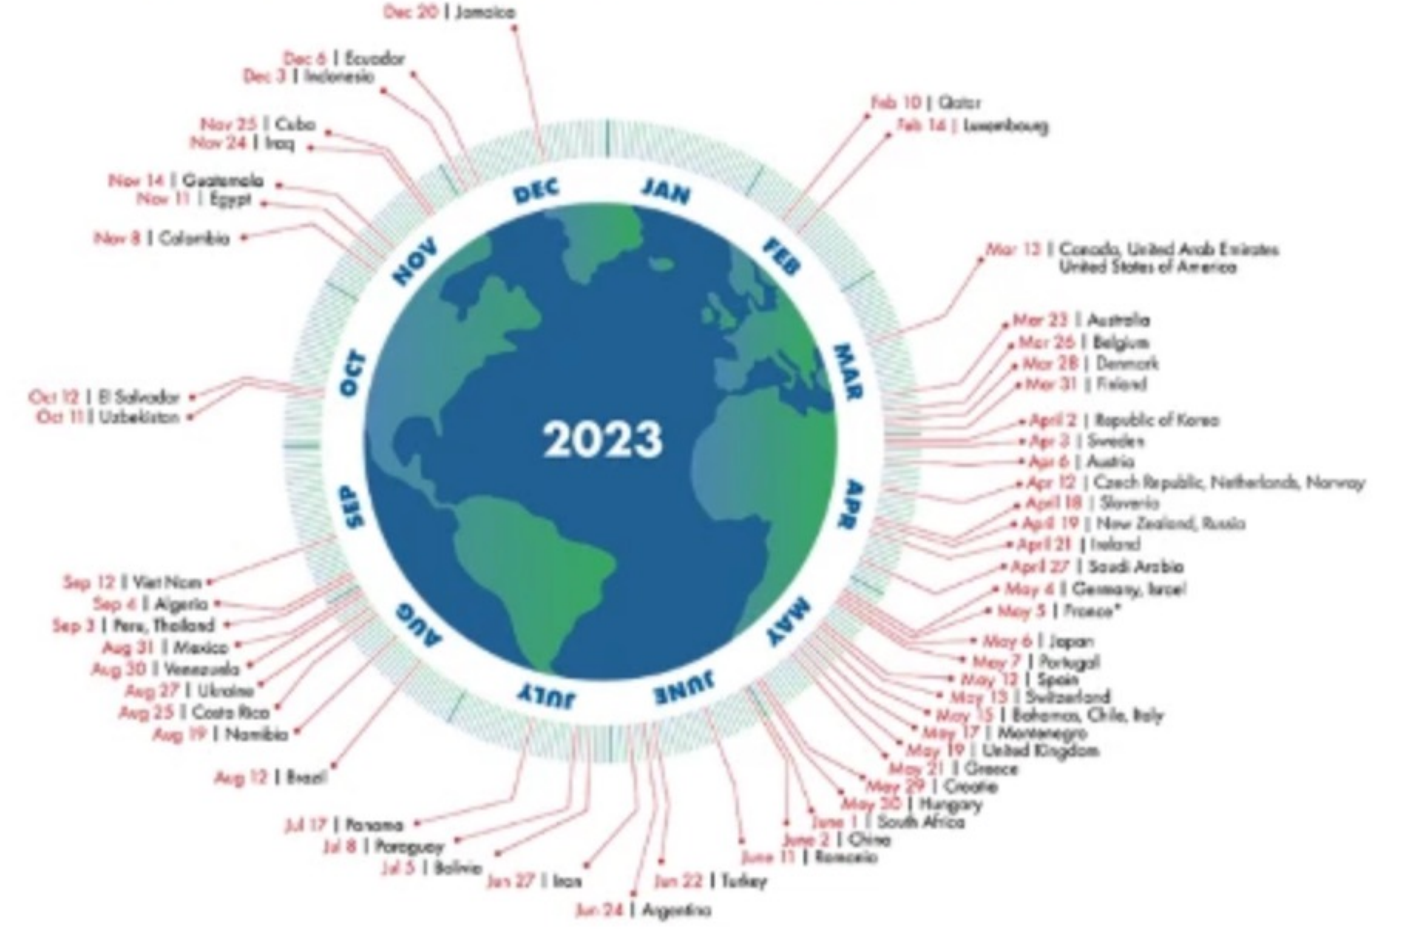 Dec 20 | Jamaica
Dec 6 | Ecuador
Dec 3 | Indonesia
Nov 25 | Cuba
Nov 24 | Iraq
Nov 14 | Guatemala
Nov 11 | Egypt
Nov 8 | Colombia
Oct 12 | El Salvador
Oct 11 | Uzbekistan
Sep 12 | Viet Nam
Sep 4 | Algeria
Sep 3 | Peru, Thailand
Aug 31 | Mexico
Aug 30 | Venezuela
Aug 27 | Ukraine
Aug 25 | Costa Rica
Aug 19 | Namibia
Aug 12 | Brazil
Jul 17 | Panama
Jul 8 | Paraguay
Jul 5 | Bolivia
Jun 27 | Iran
Jun 24 | Argentina
Jun 22 | Turkey
Feb 10 | Qatar
Feb 14 | Luxembourg
Mar 13 | Canada, United Arab Emirates
United States of America
Mar 23 | Australia
Mar 26 | Belgium
Mar 28 | Denmark
Mar 31 | Finland
April 2 | Republic of Korea
Apr 3 | Sweden
Apr 6 | Austria
Apr 12 | Czech Republic, Netherlands, Norway
April 18 | Slovenia
April 19 | New Zealand, Russia
April 21 | Ireland
April 27 | Saudi Arabia
May 4 | Germany, Israel
May 5 | France*
May 6 | Japan
May 7 | Portugal
May 12 | Spain
May 13 | Switzerland
May 15 | Bahamas, Chile, Italy
May 17 | Montenegro
May 19 | United Kingdom
May 21 | Greece
May 29 | Croatia
May 30 | Hungary
June 1 | South Africa
June 2 | China
June 11 | Romania
JAN
FEB
MAR
APR
MAY
JUNE
JULY
AUG
SEP
OCT
NOV
DEC
2023